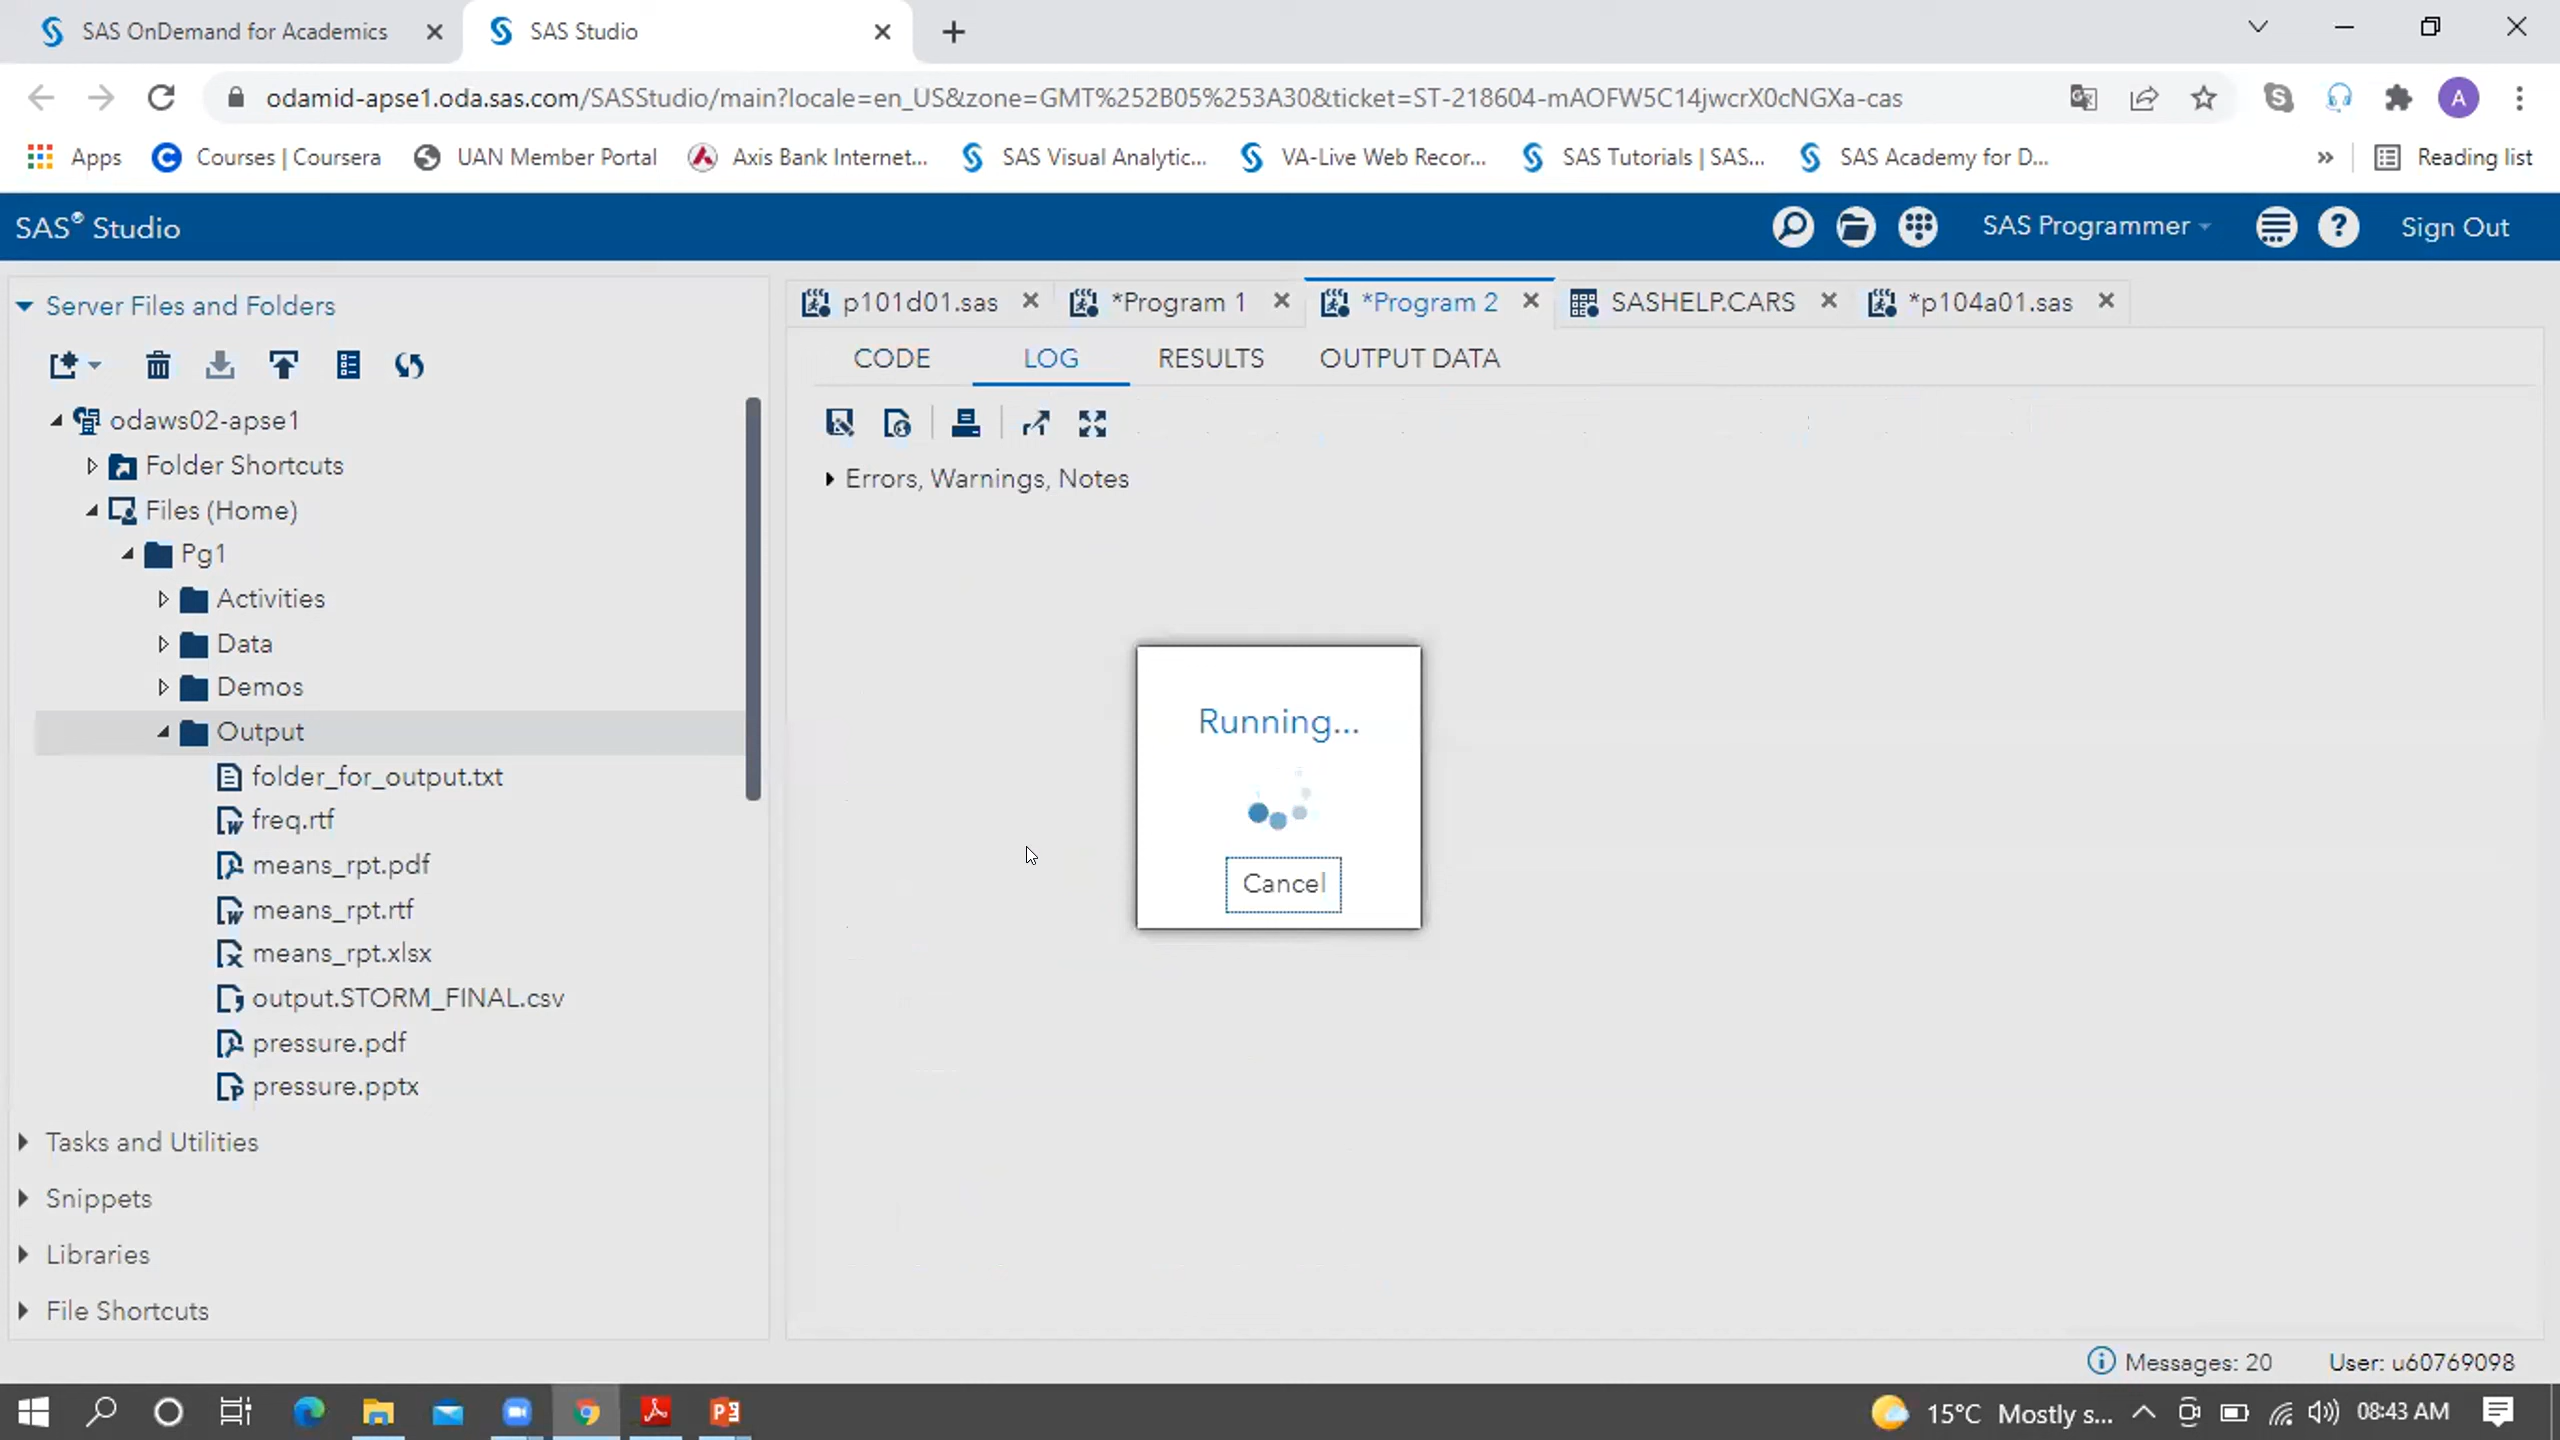 SAS OnDemand for Academics
SAS Studio
odamid-apse1.oda.sas.com/SASStudio/main?locale=en_US&zone=GMT%252B05%253A30&ticket=ST-218604-mAOFW5C14jwcrX0cNGXa-cas
A
Apps
Courses | Coursera
UAN Member Portal
Axis Bank Internet...
SAS Visual Analytic...
VA-Live Web Recor...
SAS Tutorials | SAS...
SAS Academy for D...
»
Reading list
SAS® Studio
SAS Programmer
Sign Out
Server Files and Folders
p101d01.sas
*Program 1
*Program 2
SASHELP.CARS
*p104a01.sas
CODE
LOG
RESULTS
OUTPUT DATA
odaws02-apse1
Folder Shortcuts
Files (Home)
Pg1
Activities
Data
Demos
Output
folder_for_output.txt
freq.rtf
means_rpt.pdf
means_rpt.rtf
means_rpt.xlsx
output.STORM_FINAL.csv
pressure.pdf
pressure.pptx
Tasks and Utilities
Snippets
Libraries
File Shortcuts
Errors, Warnings, Notes
Running...
Cancel
Messages: 20
User: u60769098
15°C Mostly s...
08:43 AM